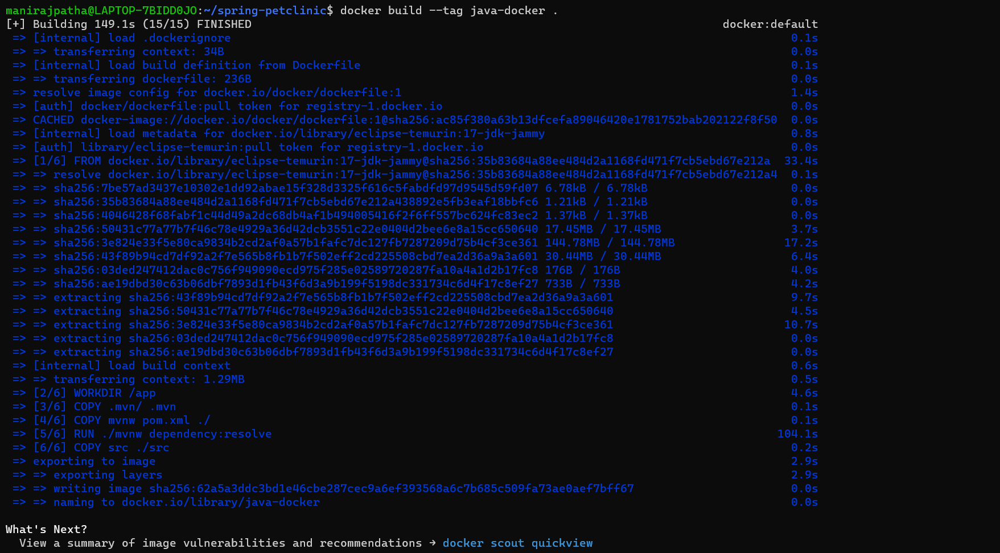 manirajpatha@LAPTOP-7BIDD0JO:~/spring-petclinic$ docker build --tag java-docker .
[+] Building 149.1s (15/15) FINISHED docker:default
=> [internal] load .dockerignore 0.1s
=> => transferring context: 34B 0.0s
=> [internal] load build definition from Dockerfile 0.1s
=> => transferring dockerfile: 236B 0.0s
=> resolve image config for docker.io/docker/dockerfile:1 1.4s
=> [auth] docker/dockerfile:pull token for registry-1.docker.io 0.0s
=> CACHED docker-image://docker.io/docker/dockerfile:1@sha256:ac85f380a63b13dfcefa89046420e1781752bab202122f8f50 0.0s
=> [internal] load metadata for docker.io/library/eclipse-temurin:17-jdk-jammy 0.8s
=> [auth] library/eclipse-temurin:pull token for registry-1.docker.io 0.0s
=> [1/6] FROM docker.io/library/eclipse-temurin:17-jdk-jammy@sha256:35b83684a88ee484d2a1168fd471f7cb5ebd67e212a 33.4s
=> => resolve docker.io/library/eclipse-temurin:17-jdk-jammy@sha256:35b83684a88ee484d2a1168fd471f7cb5ebd67e212a4 0.1s
=> => sha256:7be57ad3437e10302e1dd92abae15f328d3325f616c5fabdfd97d9545d59fd07 6.78kB / 6.78kB 0.0s
=> => sha256:35b83684a88ee484d2a1168fd471f7cb5ebd67e212a438892e5fb3eaf18bbfc6 1.21kB / 1.21kB 0.0s
=> => sha256:4046428f68fabf1c44d49a2dc68db4af1b494005416f2f6ff557bc624fc83ec2 1.37kB / 1.37kB 0.0s
=> => sha256:50431c77a77b7f46c78e4929a36d42dcb3551c22e0404d2bee6e8a15cc650640 17.45MB / 17.45MB 3.7s
=> => sha256:3e824e33f5e80ca9834b2cd2af0a57b1fafc7dc127fb7287209d75b4cf3ce361 144.78MB / 144.78MB 17.2s
=> => sha256:43f89b94cd7df92a2f7e565b8fb1b7f502eff2cd225508cbd7ea2d36a9a3a601 30.44MB / 30.44MB 6.4s
=> => sha256:03ded247412dac0c756f949090ecd975f285e02589720287fa10a4a1d2b17fc8 176B / 176B 4.0s
=> => sha256:ae19dbd30c63b06dbf7893d1fb43f6d3a9b199f5198dc331734c6d4f17c8ef27 733B / 733B 4.2s
=> => extracting sha256:43f89b94cd7df92a2f7e565b8fb1b7f502eff2cd225508cbd7ea2d36a9a3a601 9.7s
=> => extracting sha256:50431c77a77b7f46c78e4929a36d42dcb3551c22e0404d2bee6e8a15cc650640 4.5s
=> => extracting sha256:3e824e33f5e80ca9834b2cd2af0a57b1fafc7dc127fb7287209d75b4cf3ce361 10.7s
=> => extracting sha256:03ded247412dac0c756f949090ecd975f285e02589720287fa10a4a1d2b17fc8 0.0s
=> => extracting sha256:ae19dbd30c63b06dbf7893d1fb43f6d3a9b199f5198dc331734c6d4f17c8ef27 0.0s
=> [internal] load build context 0.6s
=> => transferring context: 1.29MB 0.5s
=> [2/6] WORKDIR /app 4.6s
=> [3/6] COPY .mvn/ .mvn 0.1s
=> [4/6] COPY mvnw pom.xml ./ 0.1s
=> [5/6] RUN ./mvnw dependency:resolve 104.1s
=> [6/6] COPY src ./src 0.2s
=> exporting to image 2.9s
=> => exporting layers 2.9s
=> => writing image sha256:62a5a3ddc3bd1e46cbe287cec9a6ef393568a6c7b685c509fa73ae0aef7bff67 0.0s
=> => naming to docker.io/library/java-docker 0.0s
What's Next?
View a summary of image vulnerabilities and recommendations → docker scout quickview